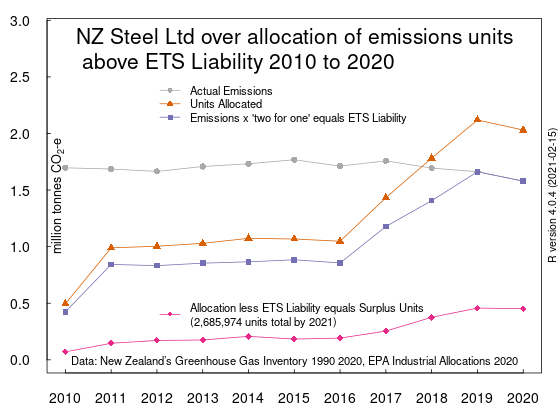 NZ Steel Ltd over allocation of emissions units
above ETS Liability 2010 to 2020
Actual Emissions
Units Allocated
Emissions x 'two for one' equals ETS Liability
3.0
2.5
2.0
1.5
1.0
0.5
0.0
million tonnes CO2-e
R version 4.0.4 (2021-02-15)
Allocation less ETS Liability equals Surplus Units
(2,685,974 units total by 2021)
Data: New Zealand's Greenhouse Gas Inventory 1990 2020, EPA Industrial Allocations 2020
2010 2011 2012 2013 2014 2015 2016 2017 2018 2019 2020